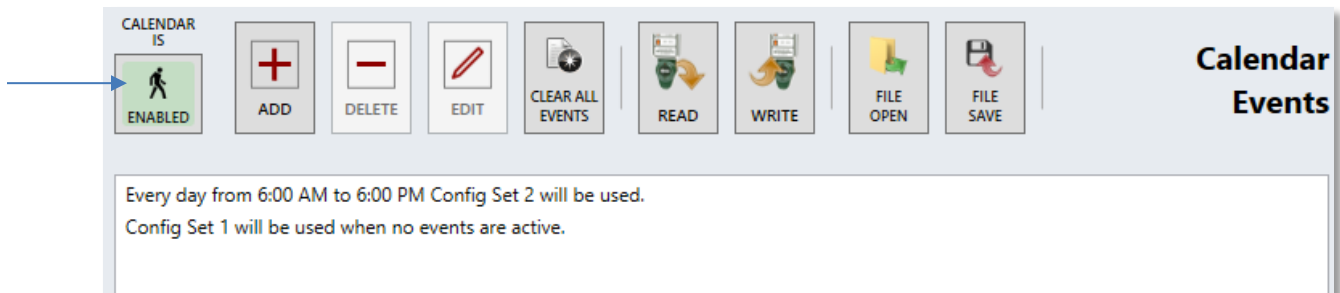 CALENDAR
IS
ENABLED
ADD
DELETE
EDIT
CLEAR ALL
EVENTS
READ
WRITE
FILE
OPEN
FILE
SAVE
Calendar
Events
Every day from 6:00 AM to 6:00 PM Config Set 2 will be used.
Config Set 1 will be used when no events are active.